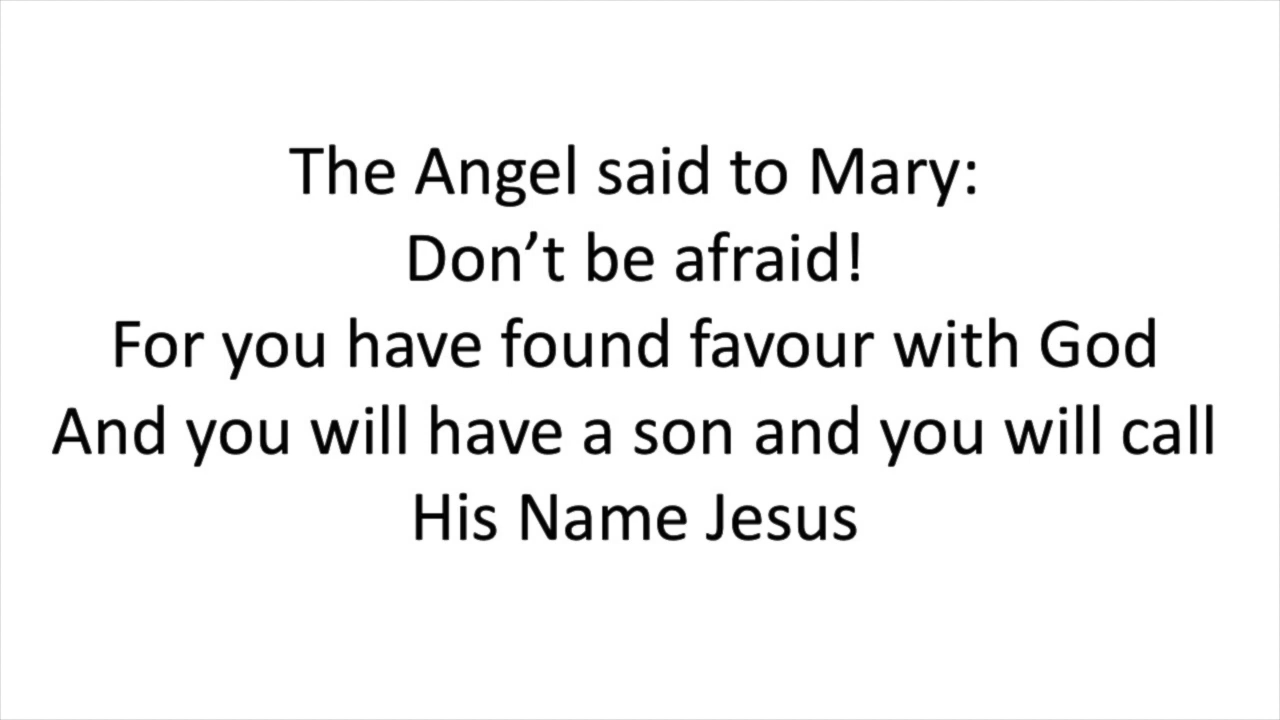 The Angel said to Mary:
Don’t be afraid!
For you have found favour with God
And you will have a son and you will call
His Name Jesus